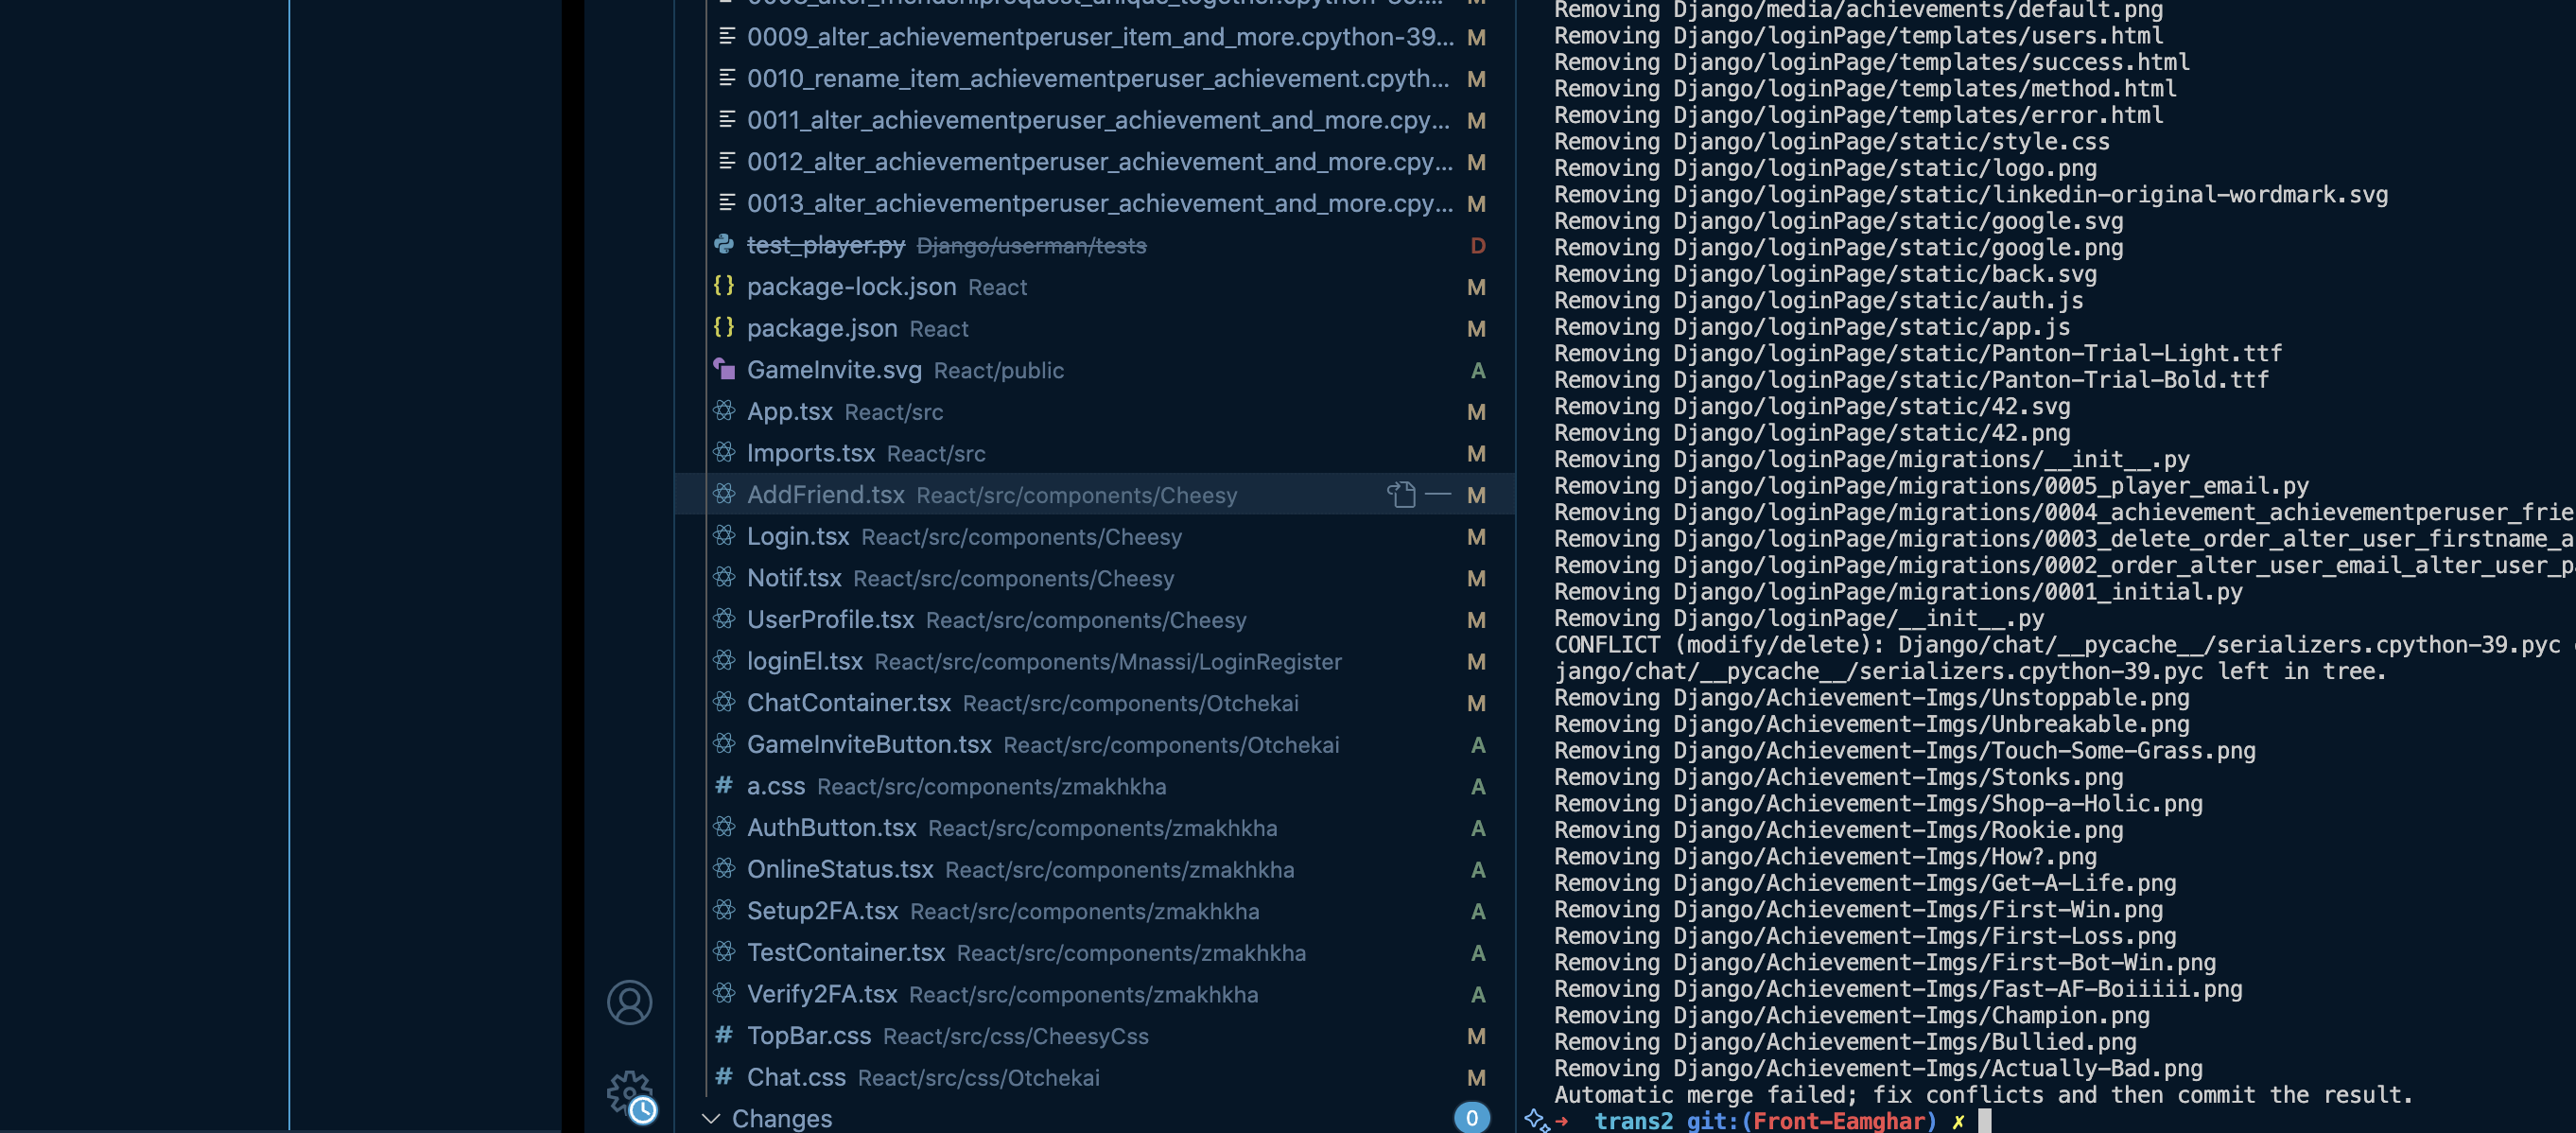 0009_alter_achievementperuser_item_and_more.cpython-39... M
0010_rename_item_achievementperuser_achievement.cpyth... M
0011_alter_achievementperuser_achievement_and_more.cpy... M
0012_alter_achievementperuser_achievement_and_more.cpy... M
0013_alter_achievementperuser_achievement_and_more.cpy... M
test_player.py Django/userman/tests D
package-lock.json React M
package.json React M
GameInvite.svg React/public A
App.tsx React/src M
Imports.tsx React/src M
AddFriend.tsx React/src/components/Cheesy M
Login.tsx React/src/components/Cheesy M
Notif.tsx React/src/components/Cheesy M
UserProfile.tsx React/src/components/Cheesy M
loginEl.tsx React/src/components/Mnassi/LoginRegister M
ChatContainer.tsx React/src/components/Otchekai M
GameInviteButton.tsx React/src/components/Otchekai A
a.css React/src/components/zmakhkha A
AuthButton.tsx React/src/components/zmakhkha A
OnlineStatus.tsx React/src/components/zmakhkha A
Setup2FA.tsx React/src/components/zmakhkha A
TestContainer.tsx React/src/components/zmakhkha A
Verify2FA.tsx React/src/components/zmakhkha A
TopBar.css React/src/css/CheesyCss M
Chat.css React/src/css/Otchekai M
Changes 0
Removing Django/media/achievements/default.png
Removing Django/loginPage/templates/users.html
Removing Django/loginPage/templates/success.html
Removing Django/loginPage/templates/method.html
Removing Django/loginPage/templates/error.html
Removing Django/loginPage/static/style.css
Removing Django/loginPage/static/logo.png
Removing Django/loginPage/static/linkedin-original-wordmark.svg
Removing Django/loginPage/static/google.svg
Removing Django/loginPage/static/google.png
Removing Django/loginPage/static/back.svg
Removing Django/loginPage/static/auth.js
Removing Django/loginPage/static/app.js
Removing Django/loginPage/static/Panton-Trial-Light.ttf
Removing Django/loginPage/static/Panton-Trial-Bold.ttf
Removing Django/loginPage/static/42.svg
Removing Django/loginPage/static/42.png
Removing Django/loginPage/migrations/__init__.py
Removing Django/loginPage/migrations/0005_player_email.py
Removing Django/loginPage/migrations/0004_achievement_achievementperuser_frie
Removing Django/loginPage/migrations/0003_delete_order_alter_user_firstname_a
Removing Django/loginPage/migrations/0002_order_alter_user_email_alter_user_p
Removing Django/loginPage/migrations/0001_initial.py
Removing Django/loginPage/__init__.py
CONFLICT (modify/delete): Django/chat/__pycache__/serializers.cpython-39.pyc
jango/chat/__pycache__/serializers.cpython-39.pyc left in tree.
Removing Django/Achievement-Imgs/Unstoppable.png
Removing Django/Achievement-Imgs/Unbreakable.png
Removing Django/Achievement-Imgs/Touch-Some-Grass.png
Removing Django/Achievement-Imgs/Stonks.png
Removing Django/Achievement-Imgs/Shop-a-Holic.png
Removing Django/Achievement-Imgs/Rookie.png
Removing Django/Achievement-Imgs/How?.png
Removing Django/Achievement-Imgs/Get-A-Life.png
Removing Django/Achievement-Imgs/First-Win.png
Removing Django/Achievement-Imgs/First-Loss.png
Removing Django/Achievement-Imgs/First-Bot-Win.png
Removing Django/Achievement-Imgs/Fast-AF-Boiiiii.png
Removing Django/Achievement-Imgs/Champion.png
Removing Django/Achievement-Imgs/Bullied.png
Removing Django/Achievement-Imgs/Actually-Bad.png
Automatic merge failed; fix conflicts and then commit the result.
➜ trans2 git:(Front-Eamghar) ✗